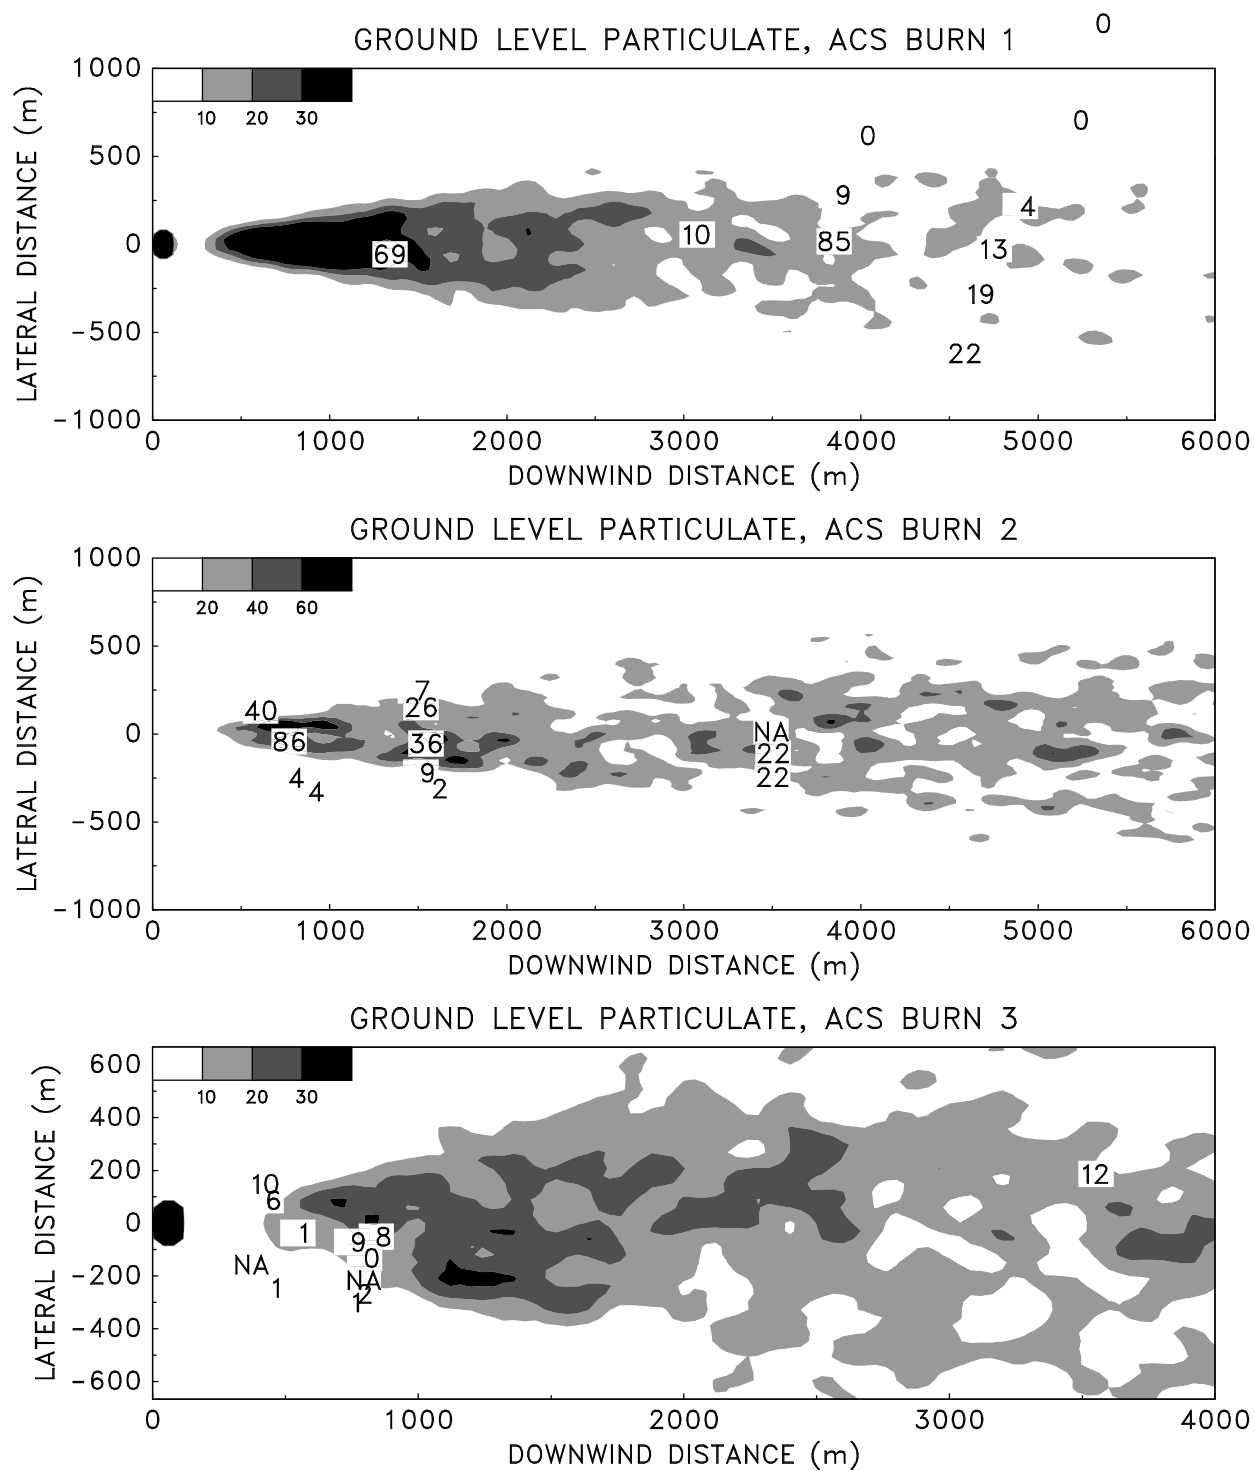 0
GROUND LEVEL PARTICULATE, ACS BURN 1
1000
10 20 30
0
0
500
9
4
10
85
0
69
13
19
-500
22
-1000
0 1000 2000 3000 4000 5000 6000
DOWNWIND DISTANCE (m)
LATERAL DISTANCE (m)
GROUND LEVEL PARTICULATE, ACS BURN 2
1000
20 40 60
500
7
26
40
NA
0
86
36
22
9
22
4
4
2
-500
-1000
0 1000 2000 3000 4000 5000 6000
DOWNWIND DISTANCE (m)
LATERAL DISTANCE (m)
GROUND LEVEL PARTICULATE, ACS BURN 3
600
10 20 30
400
200
12
10
6
0
1
9
8
0
NA
NA
-200
1
2
1
-400
-600
0 1000 2000 3000 4000
DOWNWIND DISTANCE (m)
LATERAL DISTANCE (m)